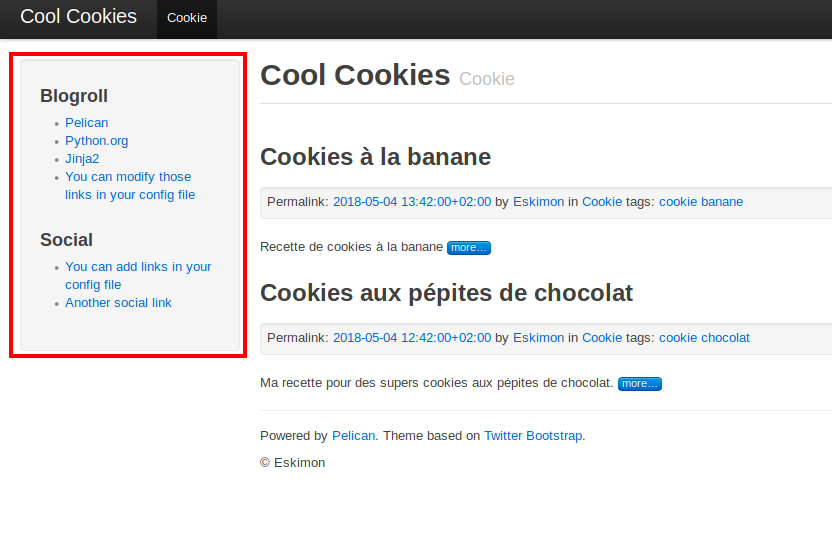 Cool Cookies Cookie
Blogroll
Pelican
Python.org
Jinja2
You can modify those
links in your config file
Social
You can add links in your
config file
Another social link
Cool Cookies Cookie
Cookies à la banane
Permalink: 2018-05-04 13:42:00+02:00 by Eskimon in Cookie tags: cookie banane
Recette de cookies à la banane more...
Cookies aux pépites de chocolat
Permalink: 2018-05-04 12:42:00+02:00 by Eskimon in Cookie tags: cookie chocolat
Ma recette pour des supers cookies aux pépites de chocolat. more...
Powered by Pelican. Theme based on Twitter Bootstrap.
© Eskimon